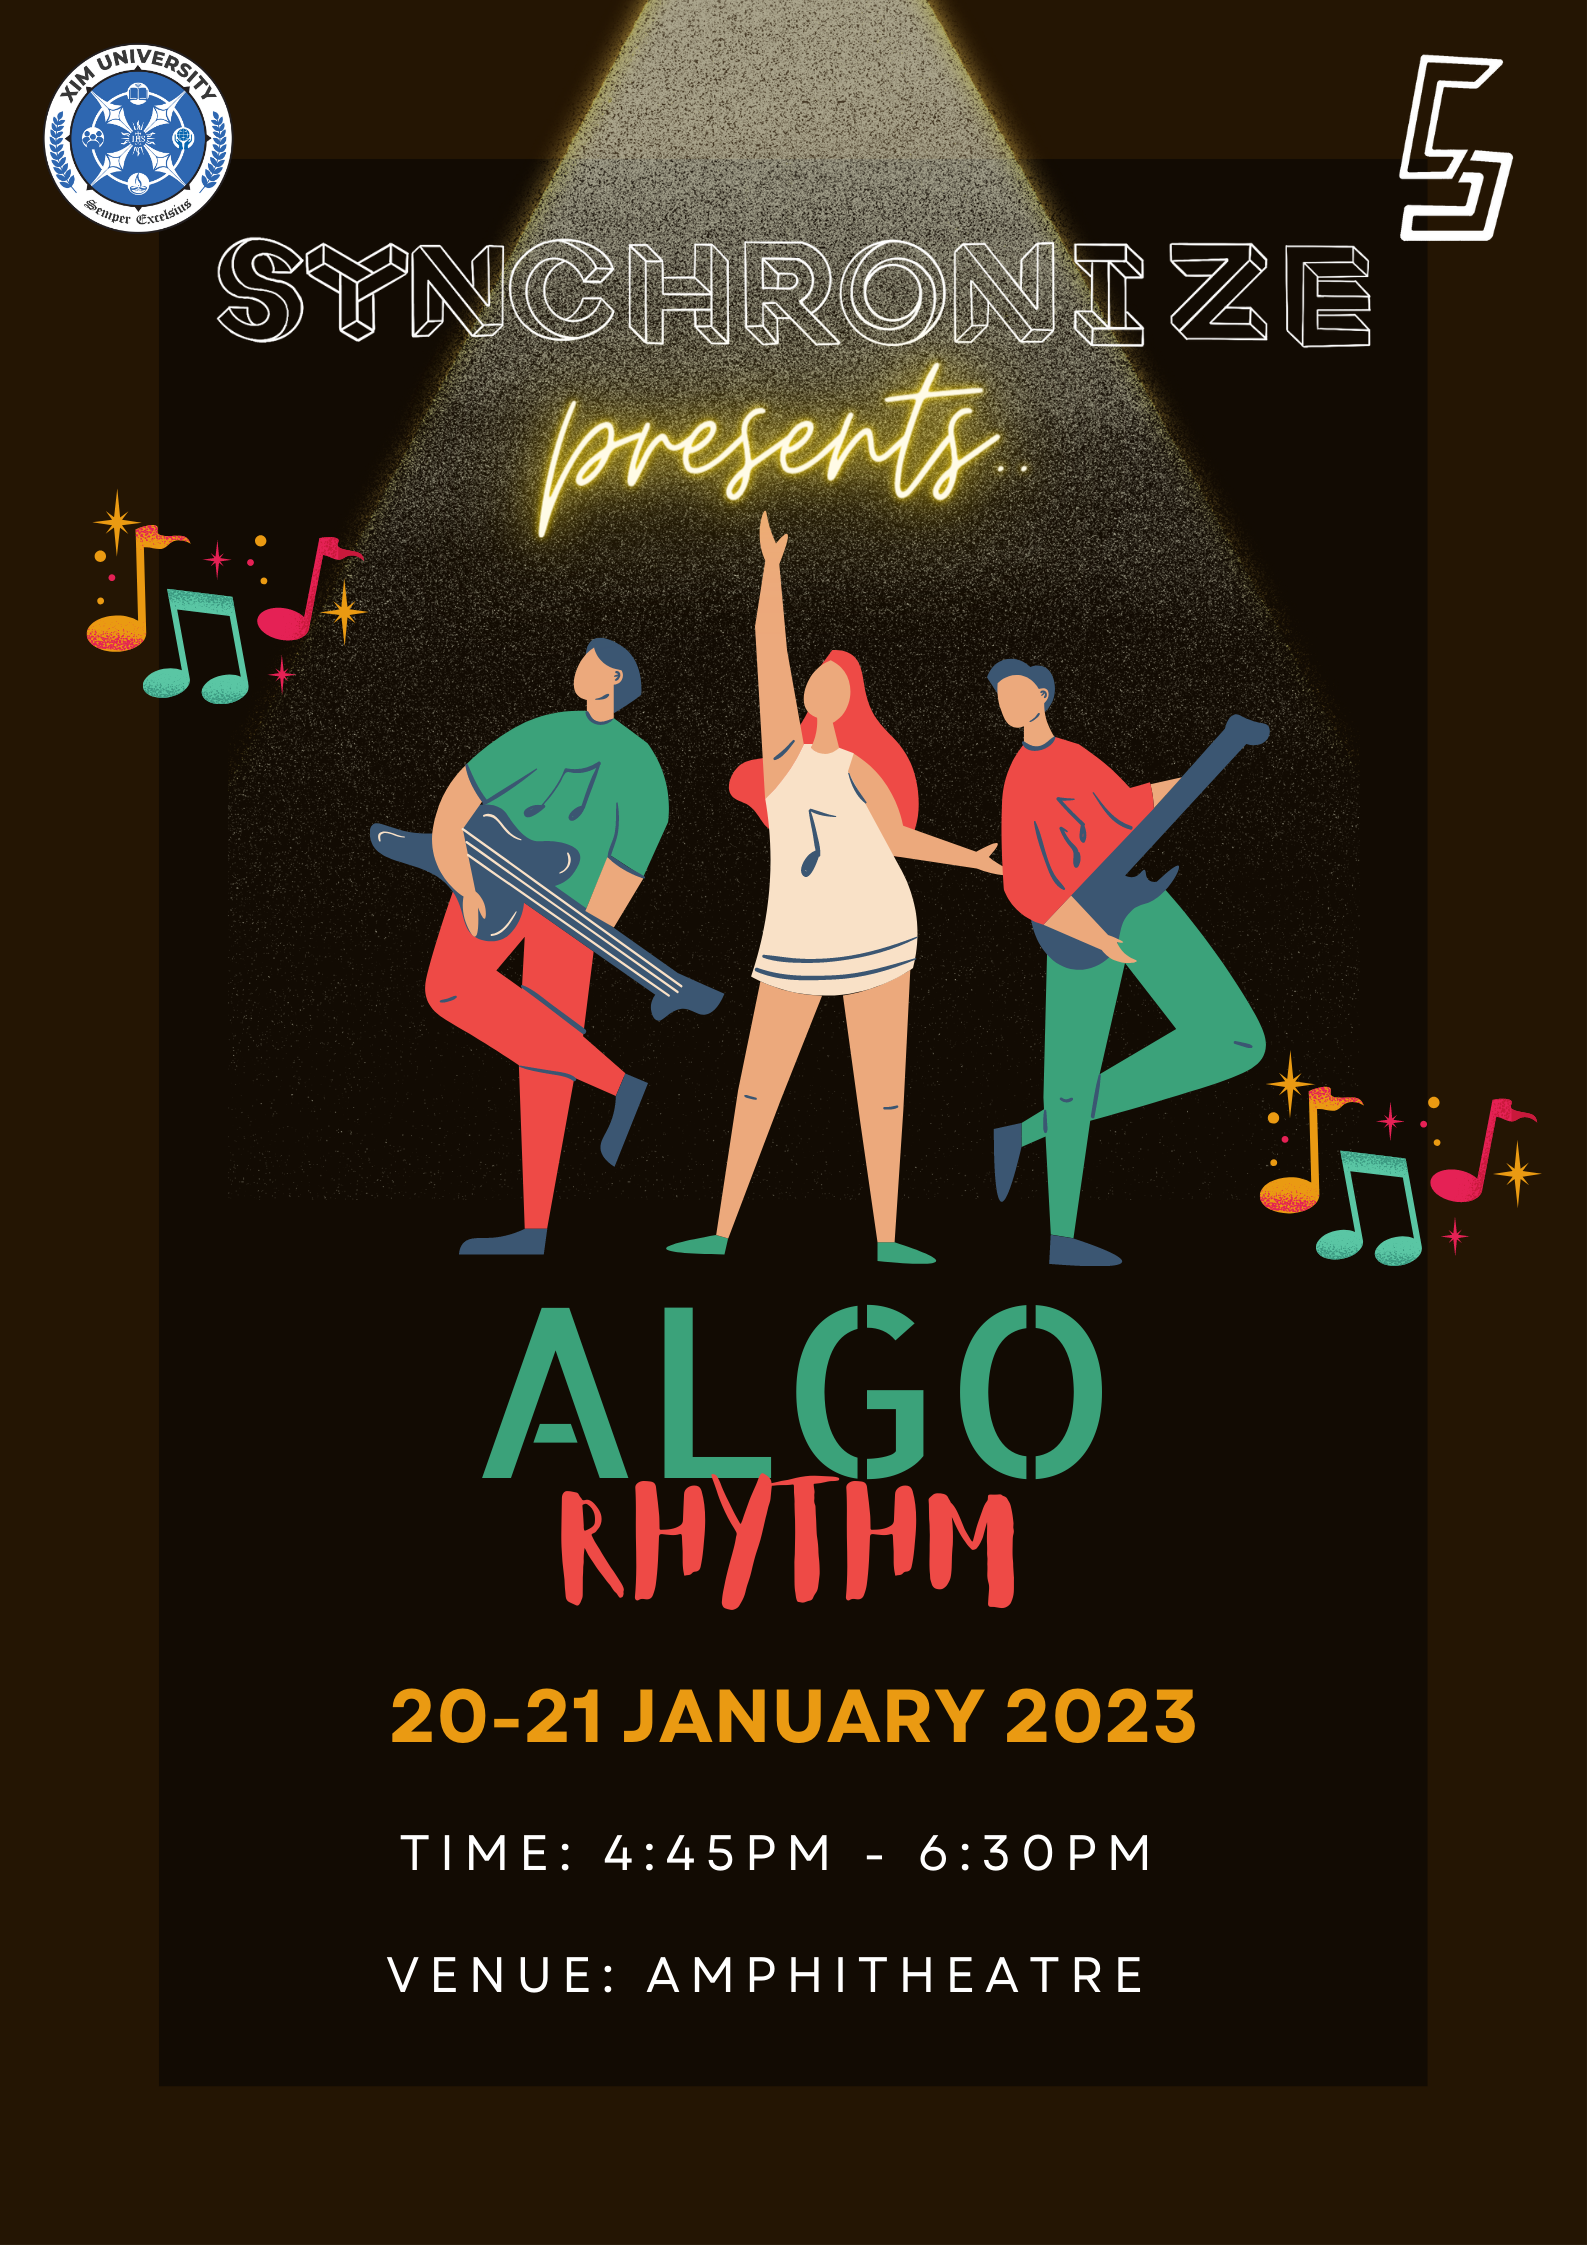 XIM UNIVERSITY
IHS
Semper Excelsius
SYNCHRONIZE
presents..
ALGO
RHYTHM
20-21 JANUARY 2023
TIME: 4:45PM - 6:30PM
VENUE: AMPHITHEATRE